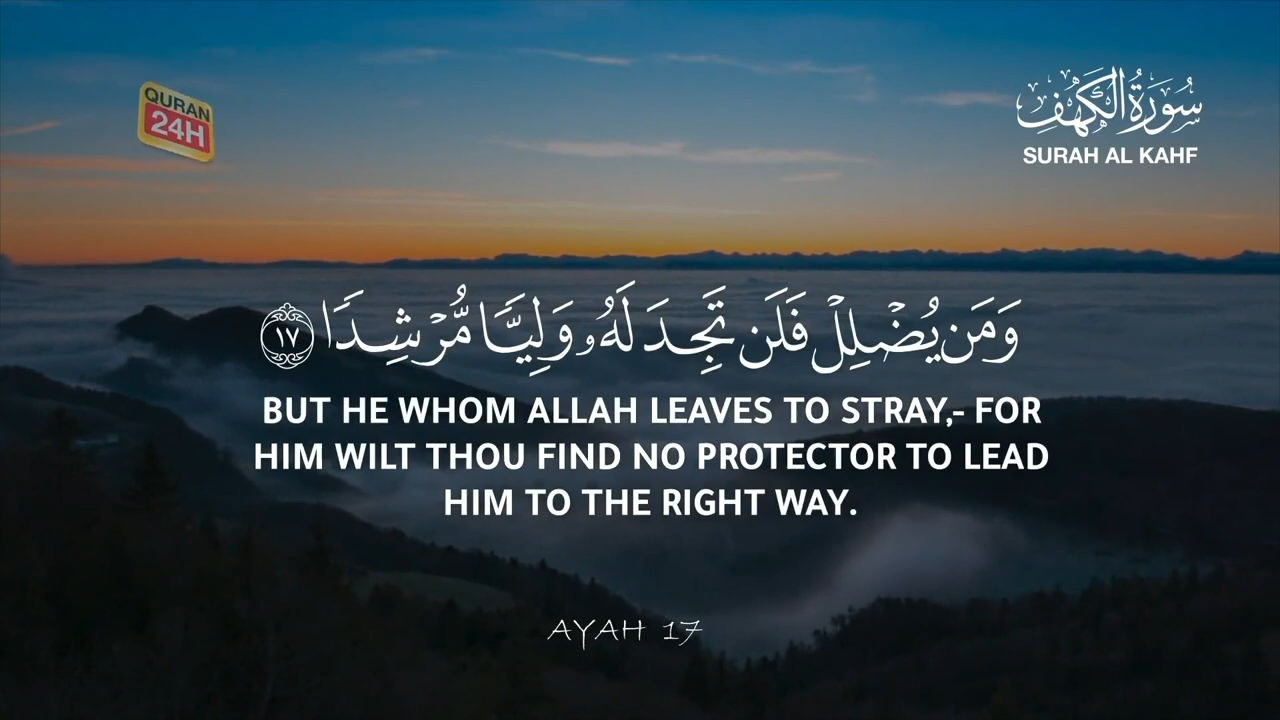 QURAN
24H
سُورَةُ الكَهْفِ
SURAH AL KAHF
وَمَن يُضْلِلْ فَلَن تَجِدَ لَهُۥ وَلِيًّا مُّرْشِدًا ١٧
BUT HE WHOM ALLAH LEAVES TO STRAY,- FOR
HIM WILT THOU FIND NO PROTECTOR TO LEAD
HIM TO THE RIGHT WAY.
AYAH 17